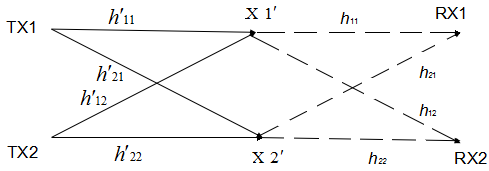 TX1 h′11 X 1′ h11 RX1
h′21 h21
h′12 h12
TX2 h′22 X 2′ h22 RX2